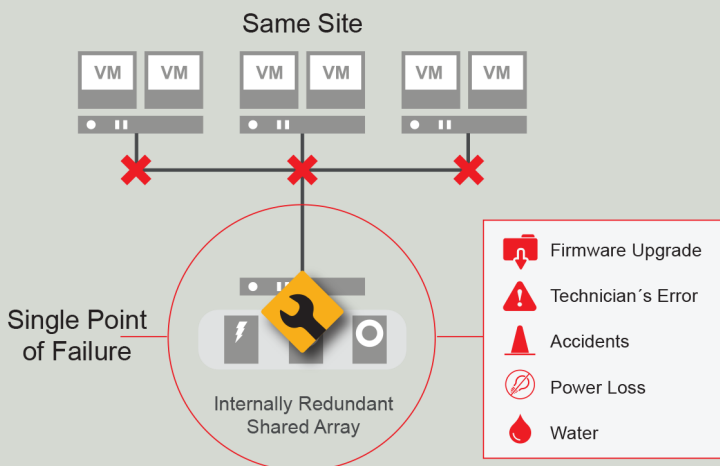 Same Site
VM VM VM VM VM VM
Single Point
of Failure
Internally Redundant
Shared Array
Firmware Upgrade
Technician´s Error
Accidents
Power Loss
Water